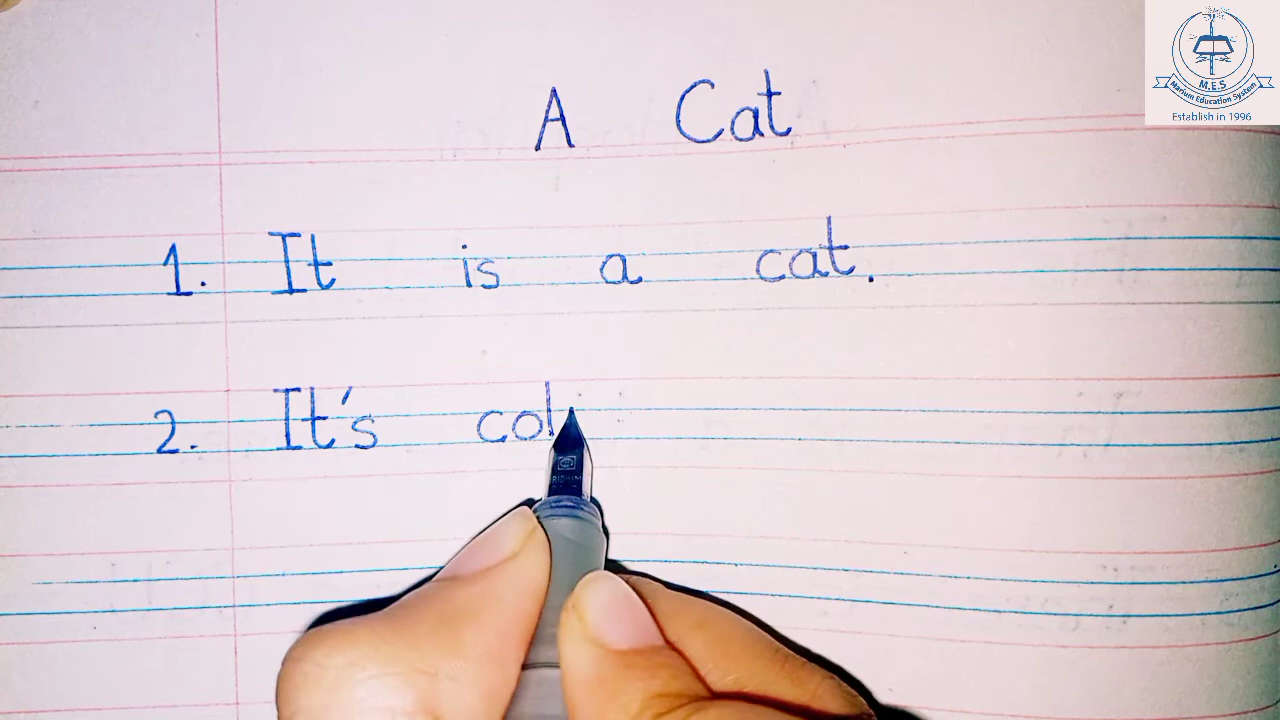 A Cat
1. It is a cat.
2. It's col
M.E.S
Marium Education System
Establish in 1996